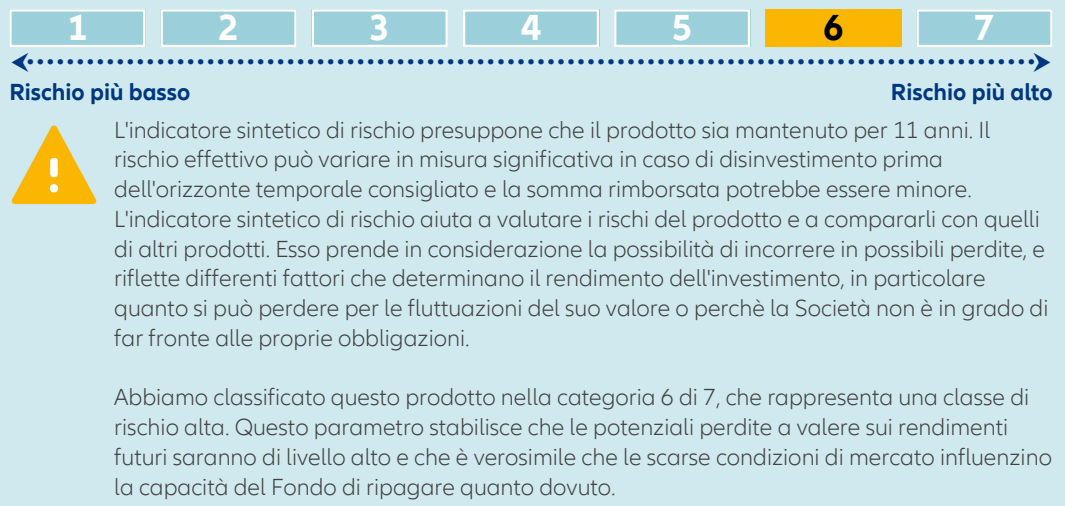 1 2 3 4 5 6 7
Rischio più basso Rischio più alto
L'indicatore sintetico di rischio presuppone che il prodotto sia mantenuto per 11 anni. Il
rischio effettivo può variare in misura significativa in caso di disinvestimento prima
dell'orizzonte temporale consigliato e la somma rimborsata potrebbe essere minore.
L'indicatore sintetico di rischio aiuta a valutare i rischi del prodotto e a compararli con quelli
di altri prodotti. Esso prende in considerazione la possibilità di incorrere in possibili perdite, e
riflette differenti fattori che determinano il rendimento dell'investimento, in particolare
quanto si può perdere per le fluttuazioni del suo valore o perchè la Società non è in grado di
far fronte alle proprie obbligazioni.
Abbiamo classificato questo prodotto nella categoria 6 di 7, che rappresenta una classe di
rischio alta. Questo parametro stabilisce che le potenziali perdite a valere sui rendimenti
futuri saranno di livello alto e che è verosimile che le scarse condizioni di mercato influenzino
la capacità del Fondo di ripagare quanto dovuto.